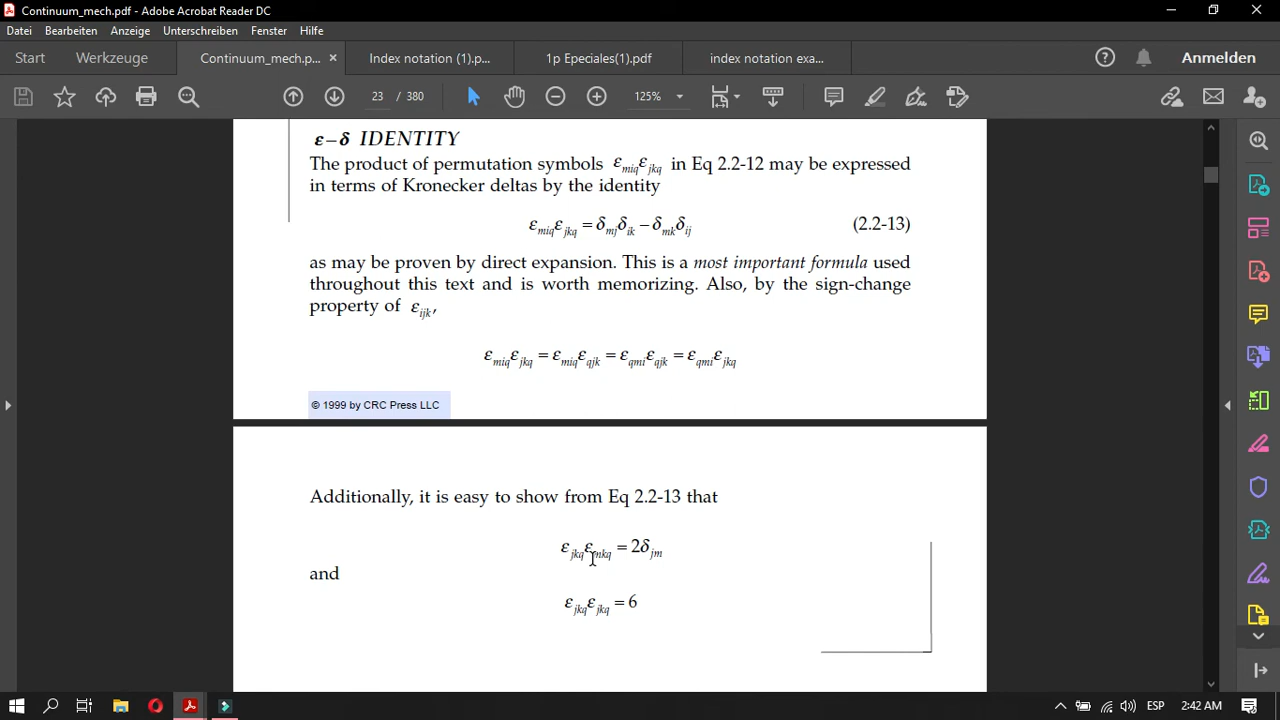 Continuum_mech.pdf - Adobe Acrobat Reader DC
Datei Bearbeiten Anzeige Unterschreiben Fenster Hilfe
Start Werkzeuge Continuum_mech.p... × Index notation (1).p... 1p Epeciales(1).pdf index notation exa... Anmelden
23 / 380 125%
ε–δ IDENTITY
The product of permutation symbols ε_miq ε_jkq in Eq 2.2-12 may be expressed
in terms of Kronecker deltas by the identity
ε_miq ε_jkq = δ_mj δ_ik – δ_mk δ_ij (2.2-13)
as may be proven by direct expansion. This is a most important formula used
throughout this text and is worth memorizing. Also, by the sign-change
property of ε_ijk,
ε_miq ε_jkq = ε_miq ε_qjk = ε_qmi ε_qjk = ε_qmi ε_jkq
© 1999 by CRC Press LLC
Additionally, it is easy to show from Eq 2.2-13 that
ε_jkq ε_mkq = 2δ_jm
and
ε_jkq ε_jkq = 6
ESP 2:42 AM